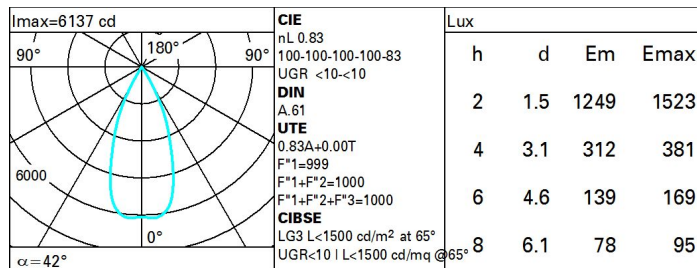 Imax=6137 cd
90° 180° 90°
6000
0°
α=42°
CIE
nL 0.83
100-100-100-100-83
UGR <10-<10
DIN
A.61
UTE
0.83A+0.00T
F"1=999
F"1+F"2=1000
F"1+F"2+F"3=1000
CIBSE
LG3 L<1500 cd/m² at 65°
UGR<10 | L<1500 cd/mq @65°
Lux
h d Em Emax
2 1.5 1249 1523
4 3.1 312 381
6 4.6 139 169
8 6.1 78 95